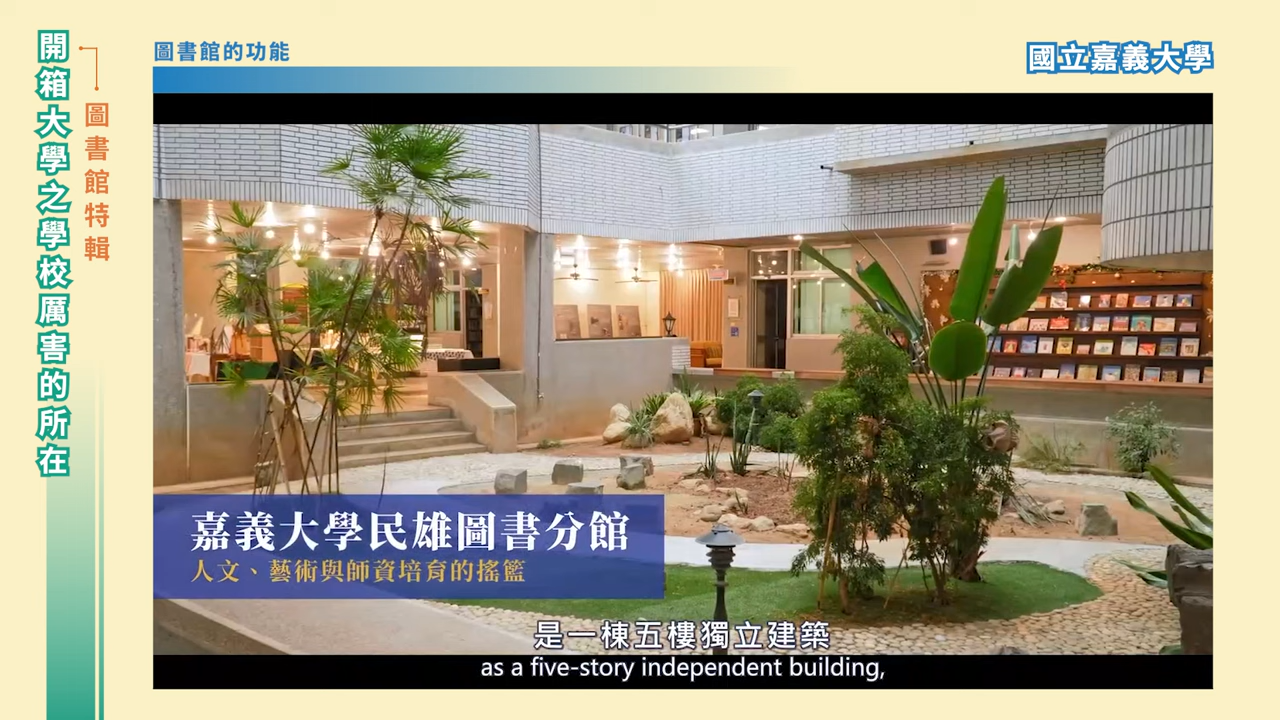 開箱大學之學校厲害的所在
圖書館特輯
圖書館的功能
國立嘉義大學
嘉義大學民雄圖書分館
人文、藝術與師資培育的搖籃
是一棟五樓獨立建築
as a five-story independent building,